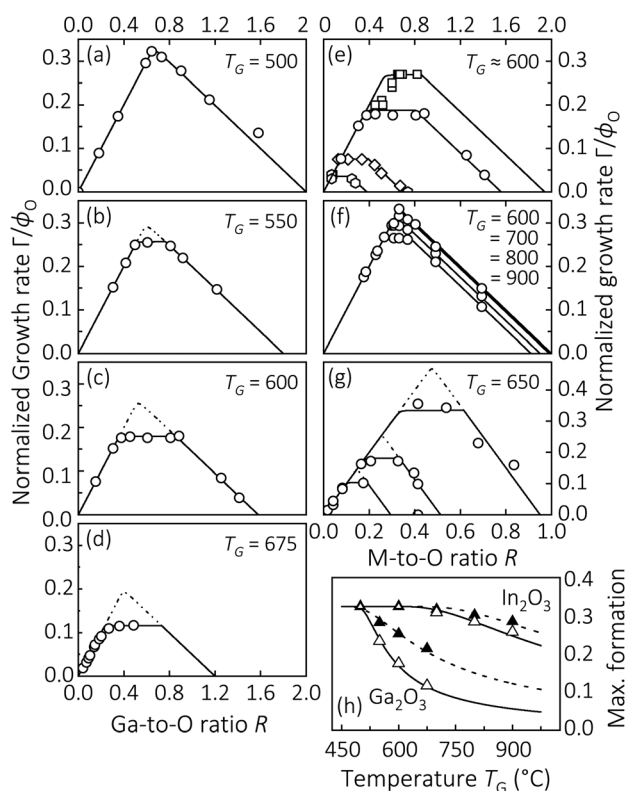 0 0.4 0.8 1.2 1.6 2.0
0 0.4 0.8 1.2 1.6 2.0
(a)
T_G = 500
0.3
0.2
0.1
0.0
(e)
T_G ≈ 600
0.3
0.2
0.1
0.0
(b)
T_G = 550
0.3
0.2
0.1
0.0
(f)
T_G = 600
= 700
= 800
= 900
0.3
0.2
0.1
0.0
(c)
T_G = 600
0.3
0.2
0.1
0.0
(g)
T_G = 650
0.4
0.3
0.2
0.1
0.0
0.0 0.2 0.4 0.6 0.8 1.0
M-to-O ratio R
(d)
T_G = 675
0.3
0.2
0.1
0.0
0.0 0.4 0.8 1.2 1.6 2.0
Ga-to-O ratio R
Normalized Growth rate Γ/ϕ_O
Normalized growth rate Γ/ϕ_O
(h)
In₂O₃
Ga₂O₃
0.4
0.3
0.2
0.1
0.0
Max. formation
450 600 750 900
Temperature T_G (°C)